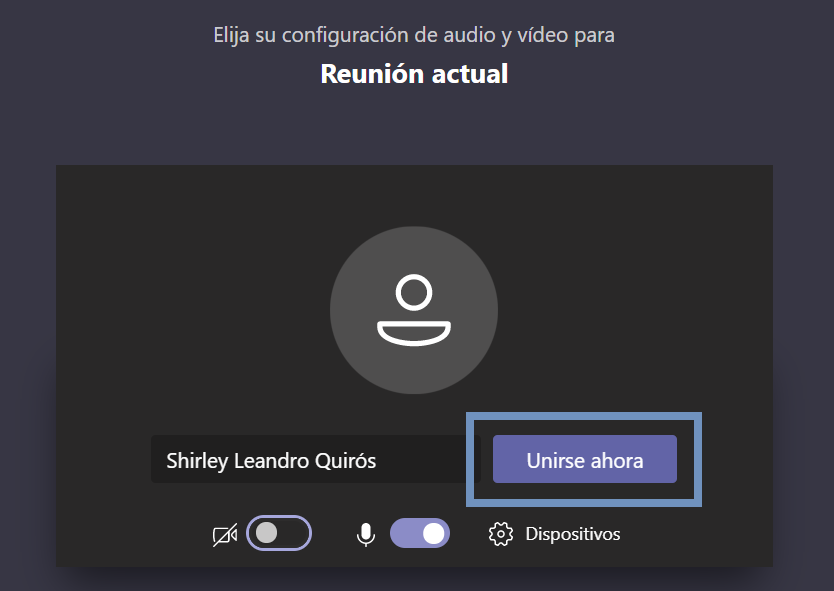 Elija su configuración de audio y vídeo para
Reunión actual
Shirley Leandro Quirós
Unirse ahora
Dispositivos